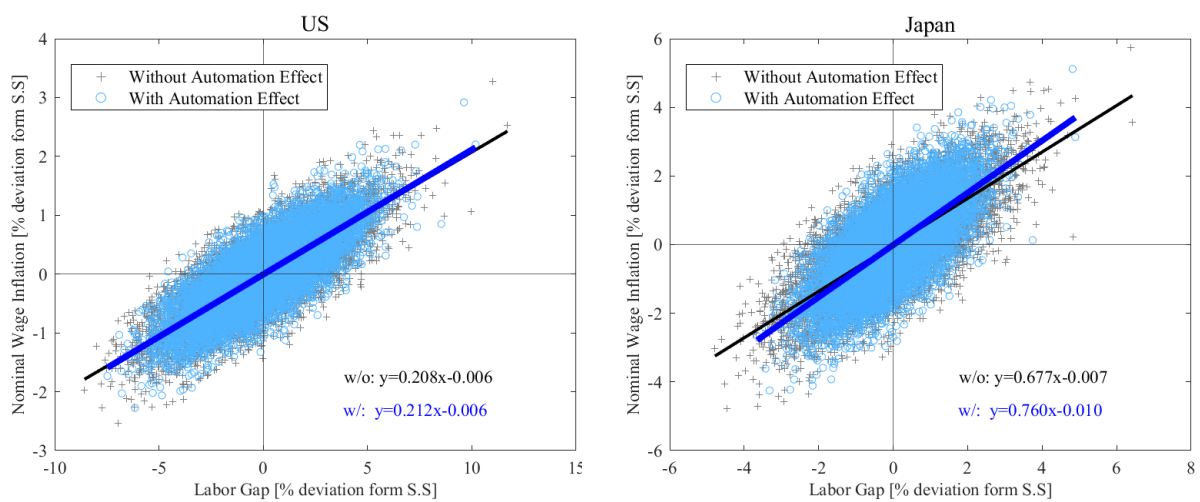 US
4
3
2
1
0
-1
-2
-3
-10
-5
0
5
10
15
Nominal Wage Inflation [% deviation form S.S]
Labor Gap [% deviation form S.S]
Without Automation Effect
With Automation Effect
w/o: y=0.208x-0.006
w/: y=0.212x-0.006
Japan
6
4
2
0
-2
-4
-6
-6
-4
-2
0
2
4
6
8
Nominal Wage Inflation [% deviation form S.S]
Labor Gap [% deviation form S.S]
Without Automation Effect
With Automation Effect
w/o: y=0.677x-0.007
w/: y=0.760x-0.010